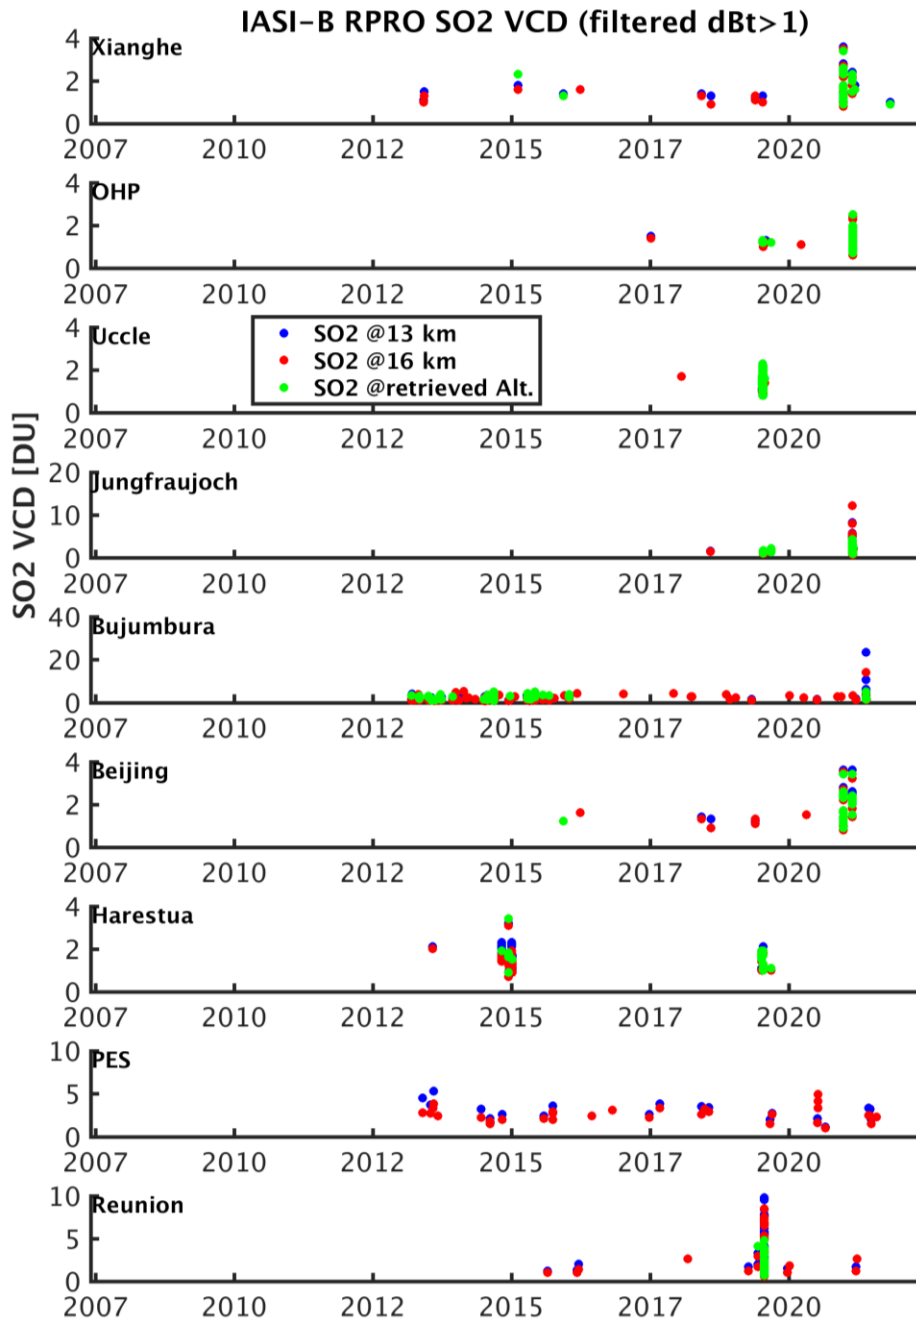 IASI-B RPRO SO2 VCD (filtered dBt>1)
SO2 VCD [DU]
Xianghe
4
2
0
2007 2010 2012 2015 2017 2020
OHP
4
2
0
2007 2010 2012 2015 2017 2020
Uccle
4
2
0
SO2 @13 km
SO2 @16 km
SO2 @retrieved Alt.
2007 2010 2012 2015 2017 2020
Jungfraujoch
20
10
0
2007 2010 2012 2015 2017 2020
Bujumbura
40
20
0
2007 2010 2012 2015 2017 2020
Beijing
4
2
0
2007 2010 2012 2015 2017 2020
Harestua
4
2
0
2007 2010 2012 2015 2017 2020
PES
10
5
0
2007 2010 2012 2015 2017 2020
Reunion
10
5
0
2007 2010 2012 2015 2017 2020